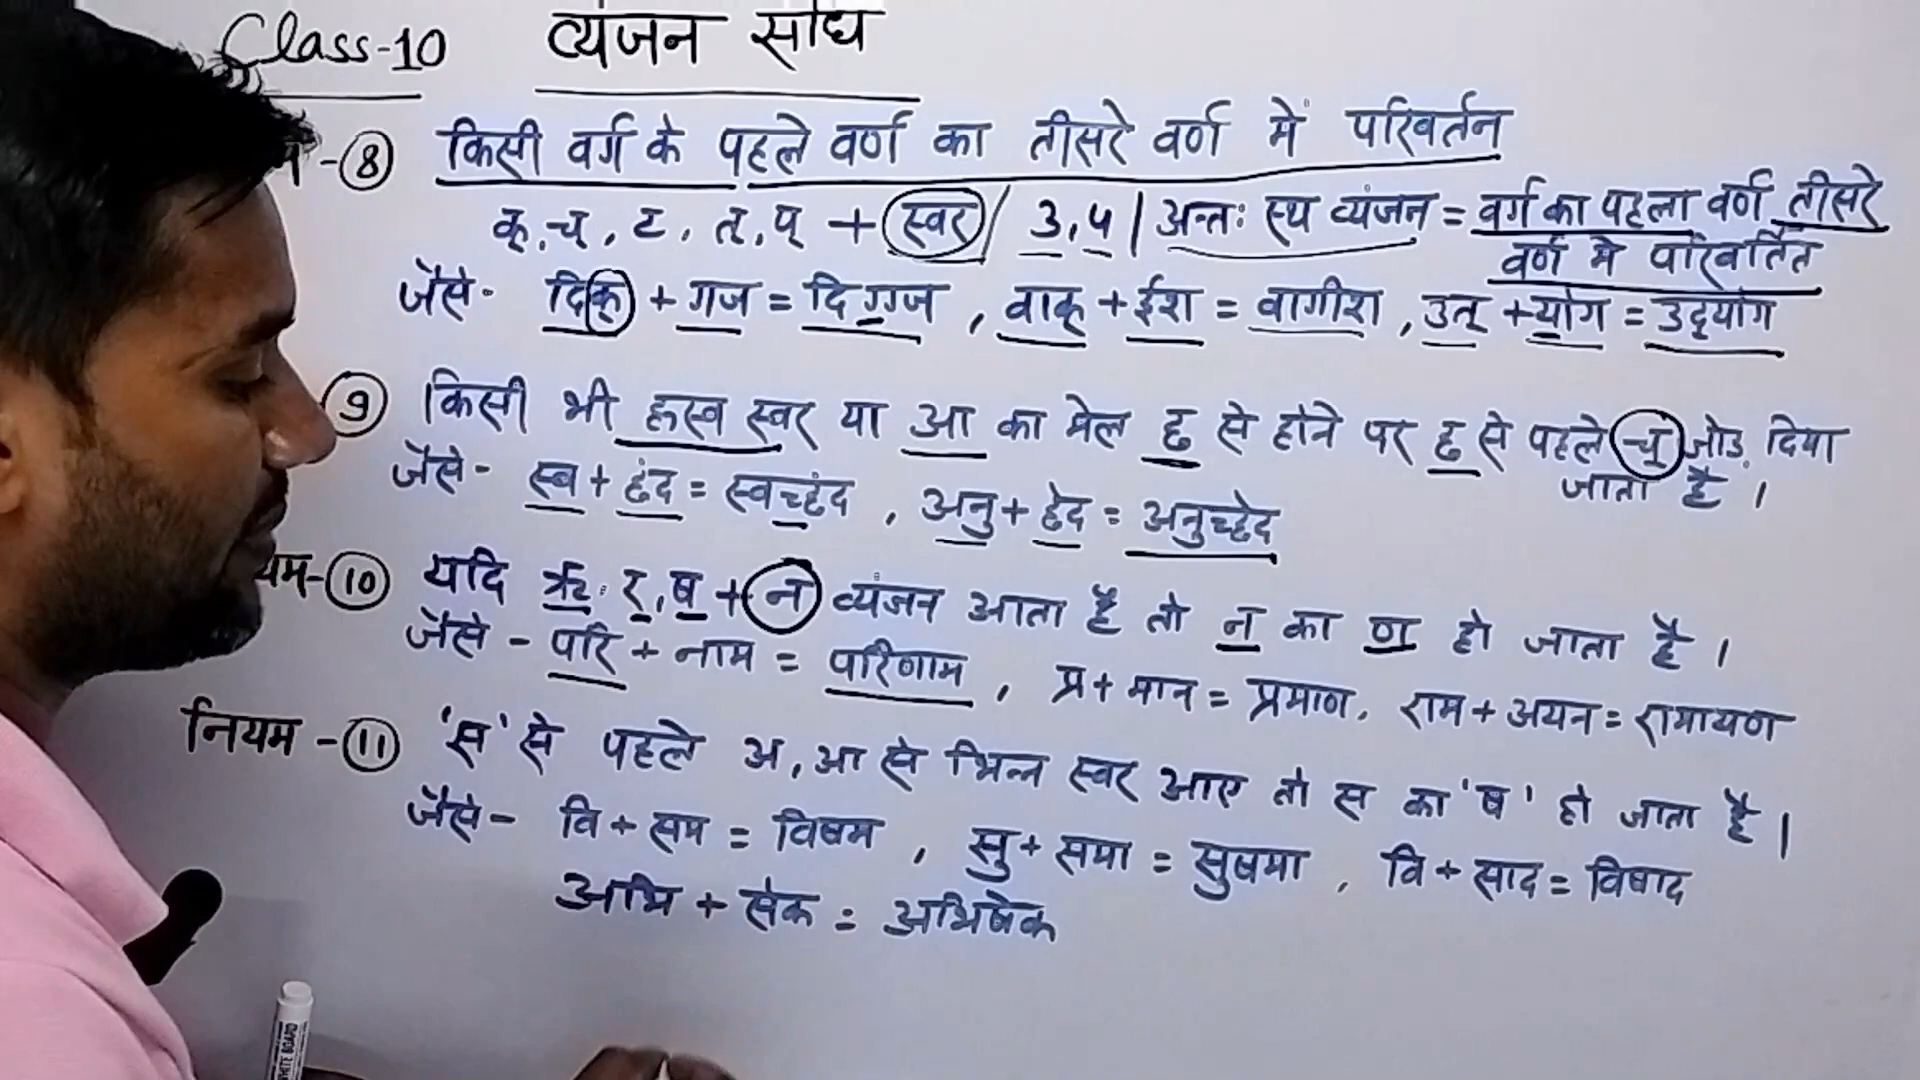 Class-10 व्यंजन संधि
-8 किसी वर्ग के पहले वर्ण का तीसरे वर्ण में परिवर्तन
क्, च्, ट, त्, प् + स्वर / 3, 4 / अन्तः स्थ व्यंजन = वर्ग का पहला वर्ण तीसरे
वर्ण में परिवर्तित
जैसे- दिक् + गज = दिग्गज , वाक् + ईश = वागीश , उत् + योग = उद्योग
9 किसी भी ह्रस्व स्वर या आ का मेल छ से होने पर छ से पहले च् जोड़ दिया
जाता है ।
जैसे- स्व + छंद = स्वच्छंद , अनु + छेद = अनुच्छेद
यम-10 यदि ऋ, र्, ष + न व्यंजन आता है तो न का ण हो जाता है ।
जैसे - परि + नाम = परिणाम , प्र + मान = प्रमाण, राम + अयन = रामायण
नियम -11 'स' से पहले अ, आ से भिन्न स्वर आए तो स का 'ष' हो जाता है |
जैसे- वि + सम = विषम , सु + समा = सुषमा , वि + साद = विषाद
अभि + सेक = अभिषेक
WHITE BOARD